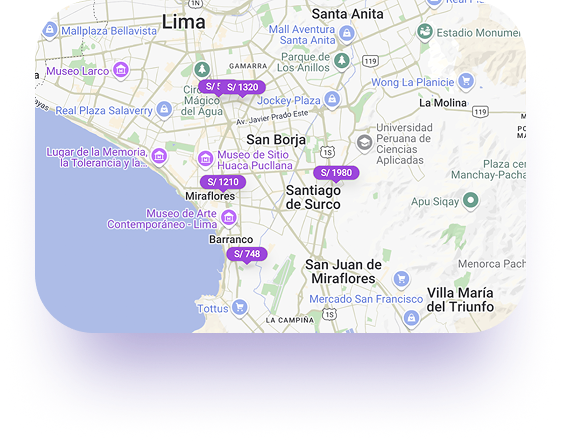 Santa Anita
Lima
Mallplaza Bellavista
Mall Aventura
Santa Anita
Estadio Monumen
Parque de
Los Anillos
119
GAMARRA
Museo Larco
Wong La Planicie
S/ 1320
Mágico
del Agua
Jockey Plaza
La Molina
Real Plaza Salaverry
119
Av. Javier Prado Este
Universidad
Peruana de
Ciencias
Aplicadas
San Borja
1S
Lugar de la Memoria,
la Tolerancia y la...
Museo de Sitio
Huaca Pucllana
Manchay-Pacha
S/ 1980
S/ 1210
Miraflores
Santiago
de Surco
Apu Siqay
Museo de Arte
Contemporáneo - Lima
Barranco
S/ 748
San Juan de
Miraflores
Menorca Pach
Mercado San Francisco
Villa María
del Triunfo
Tottus
1S
LA CAMPIÑA
1S